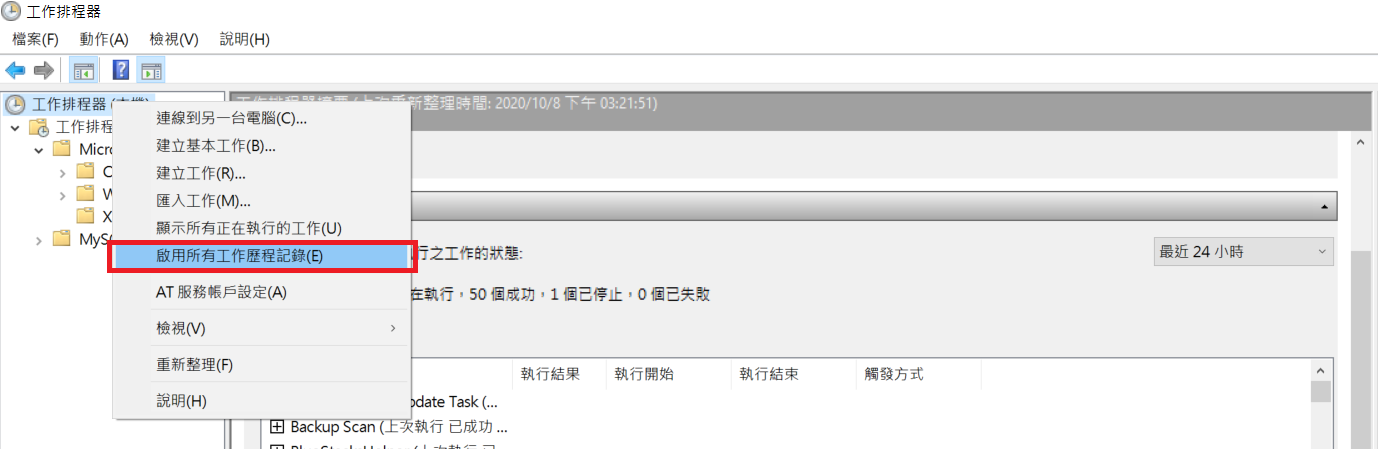 工作排程器
檔案(F) 動作(A) 檢視(V) 說明(H)
工作排程器 (本機)
工作排程器摘要 (上次重新整理時間: 2020/10/8 下午 03:21:51)
工作排程
Micro
MyS
連線到另一台電腦(C)...
建立基本工作(B)...
建立工作(R)...
匯入工作(M)...
顯示所有正在執行的工作(U)
啟用所有工作歷程記錄(E)
AT 服務帳戶設定(A)
檢視(V)
重新整理(F)
說明(H)
行之工作的狀態:
最近 24 小時
在執行，50 個成功，1 個已停止，0 個已失敗
執行結果 執行開始 執行結束 觸發方式
pdate Task (...
Backup Scan (上次執行 已成功 ...